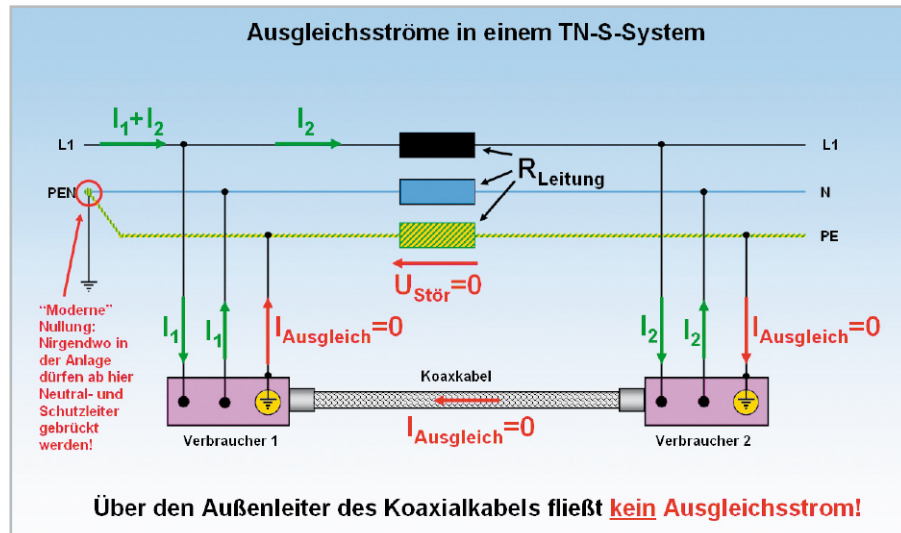 Ausgleichsströme in einem TN-S-System
I1+I2
I2
L1
L1
RLeitung
PEN
N
PE
UStör=0
"Moderne"
Nullung:
Nirgendwo in
der Anlage
dürfen ab hier
Neutral- und
Schutzleiter
gebrückt
werden!
I1
I1
IAusgleich=0
I2
I2
IAusgleich=0
Koaxkabel
IAusgleich=0
Verbraucher 1
Verbraucher 2
Über den Außenleiter des Koaxialkabels fließt kein Ausgleichsstrom!